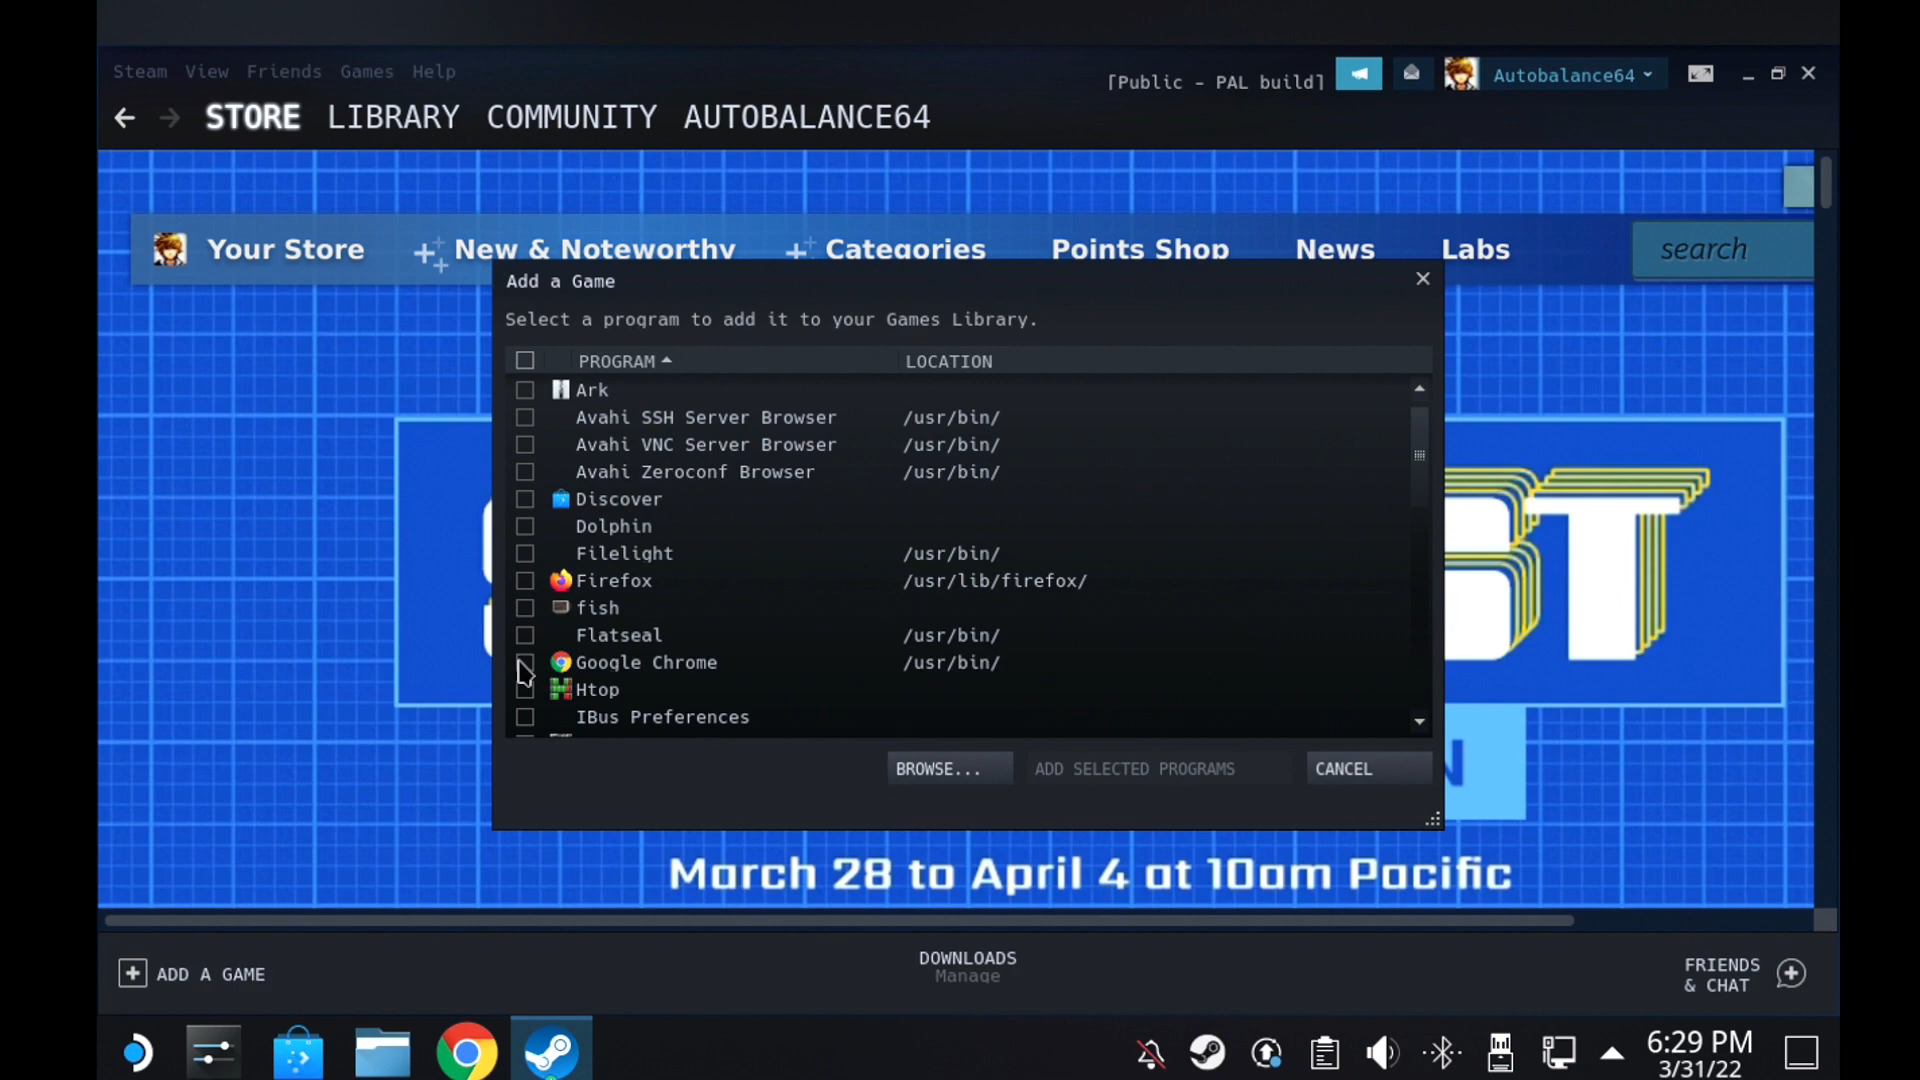 Steam View Friends Games Help
[Public - PAL build]
Autobalance64
STORE LIBRARY COMMUNITY AUTOBALANCE64
Your Store New & Noteworthy Categories Points Shop News Labs search
Add a Game
Select a program to add it to your Games Library.
PROGRAM LOCATION
Ark
Avahi SSH Server Browser /usr/bin/
Avahi VNC Server Browser /usr/bin/
Avahi Zeroconf Browser /usr/bin/
Discover
Dolphin
Filelight /usr/bin/
Firefox /usr/lib/firefox/
fish
Flatseal /usr/bin/
Google Chrome /usr/bin/
Htop
IBus Preferences
BROWSE... ADD SELECTED PROGRAMS CANCEL
March 28 to April 4 at 10am Pacific
ADD A GAME
DOWNLOADS
Manage
FRIENDS
& CHAT
6:29 PM
3/31/22